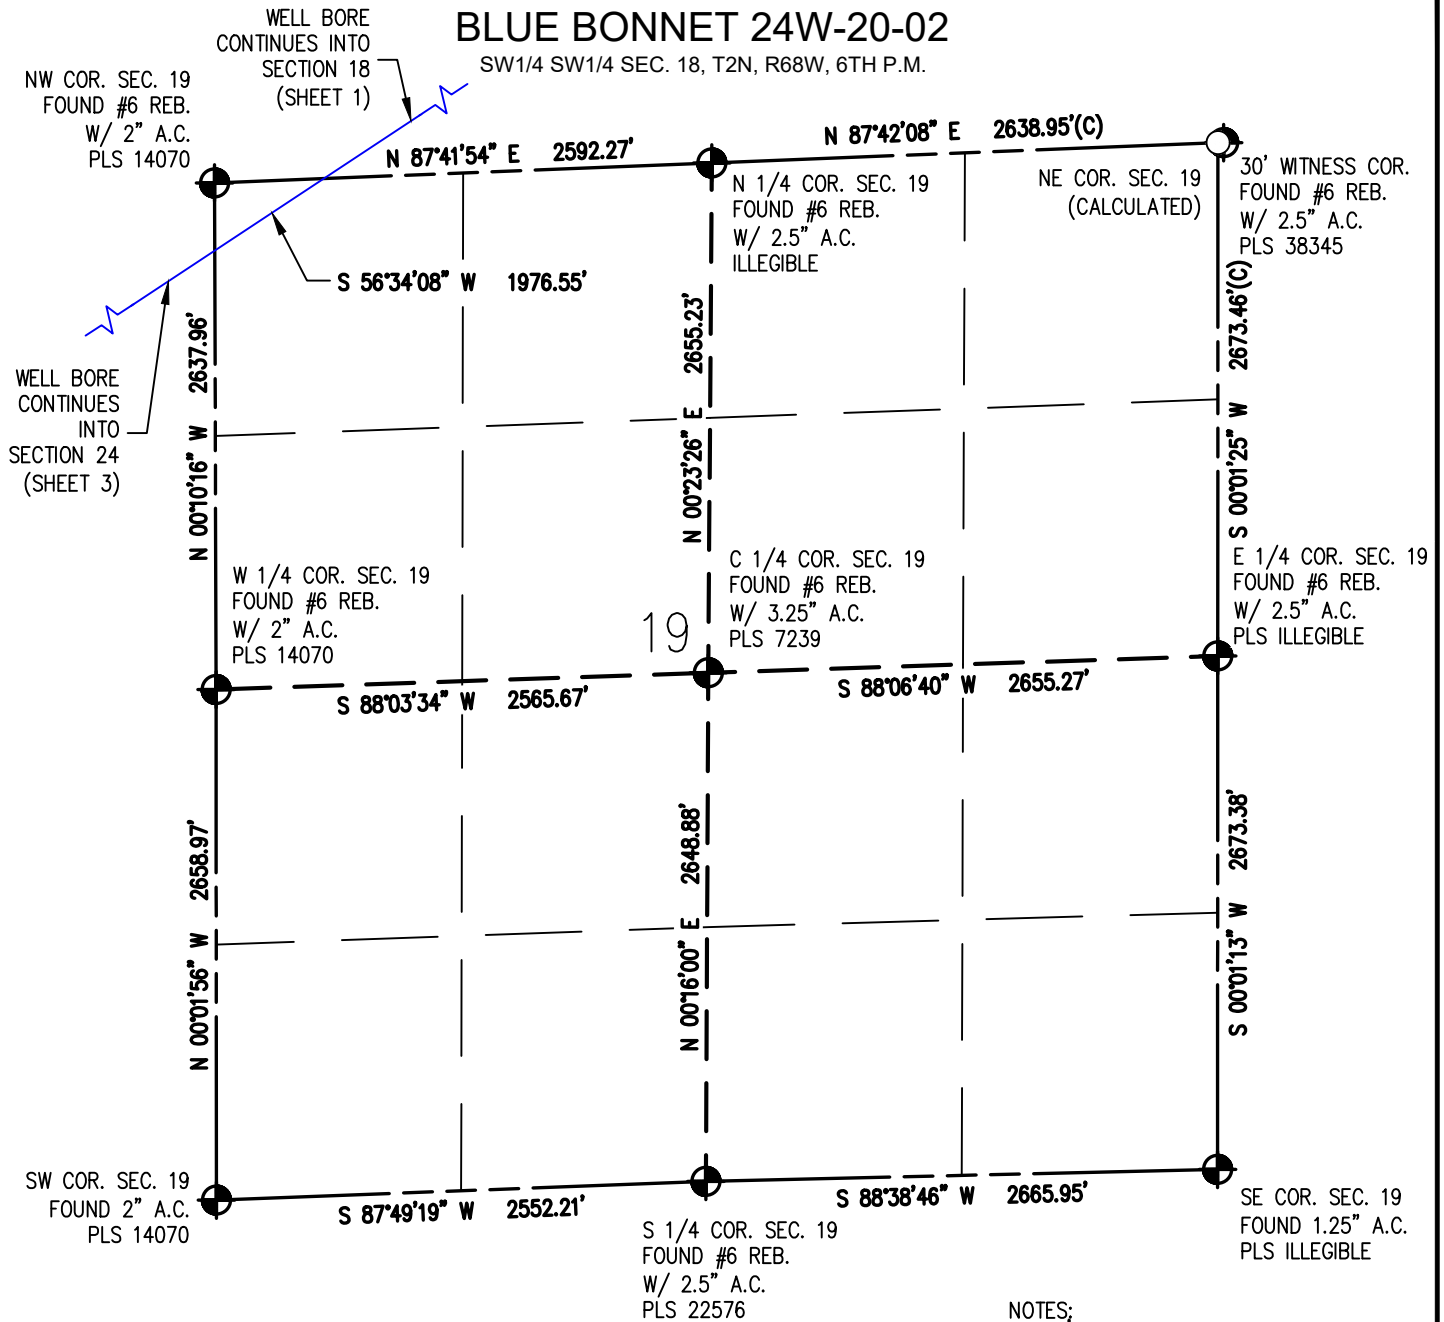 BLUE BONNET 24W-20-02
SW1/4 SW1/4 SEC. 18, T2N, R68W, 6TH P.M.
WELL BORE
CONTINUES INTO
SECTION 18
(SHEET 1)
NW COR. SEC. 19
FOUND #6 REB.
W/ 2" A.C.
PLS 14070
N 87°41'54" E 2592.27'
N 87°42'08" E 2638.95'(C)
N 1/4 COR. SEC. 19
FOUND #6 REB.
W/ 2.5" A.C.
ILLEGIBLE
NE COR. SEC. 19
(CALCULATED)
30' WITNESS COR.
FOUND #6 REB.
W/ 2.5" A.C.
PLS 38345
S 56°34'08" W 1976.55'
WELL BORE
CONTINUES
INTO
SECTION 24
(SHEET 3)
N 00°10'16" W 2637.96'
N 00°23'26" E 2655.23'
S 00°01'25" W 2673.46'(C)
W 1/4 COR. SEC. 19
FOUND #6 REB.
W/ 2" A.C.
PLS 14070
C 1/4 COR. SEC. 19
FOUND #6 REB.
W/ 3.25" A.C.
PLS 7239
E 1/4 COR. SEC. 19
FOUND #6 REB.
W/ 2.5" A.C.
PLS ILLEGIBLE
19
S 88°03'34" W 2565.67'
S 88°06'40" W 2655.27'
N 00°01'56" W 2658.97'
N 00°16'00" E 2648.88'
S 00°01'13" W 2673.38'
SW COR. SEC. 19
FOUND 2" A.C.
PLS 14070
S 87°49'19" W 2552.21'
S 88°38'46" W 2665.95'
S 1/4 COR. SEC. 19
FOUND #6 REB.
W/ 2.5" A.C.
PLS 22576
SE COR. SEC. 19
FOUND 1.25" A.C.
PLS ILLEGIBLE
NOTES;